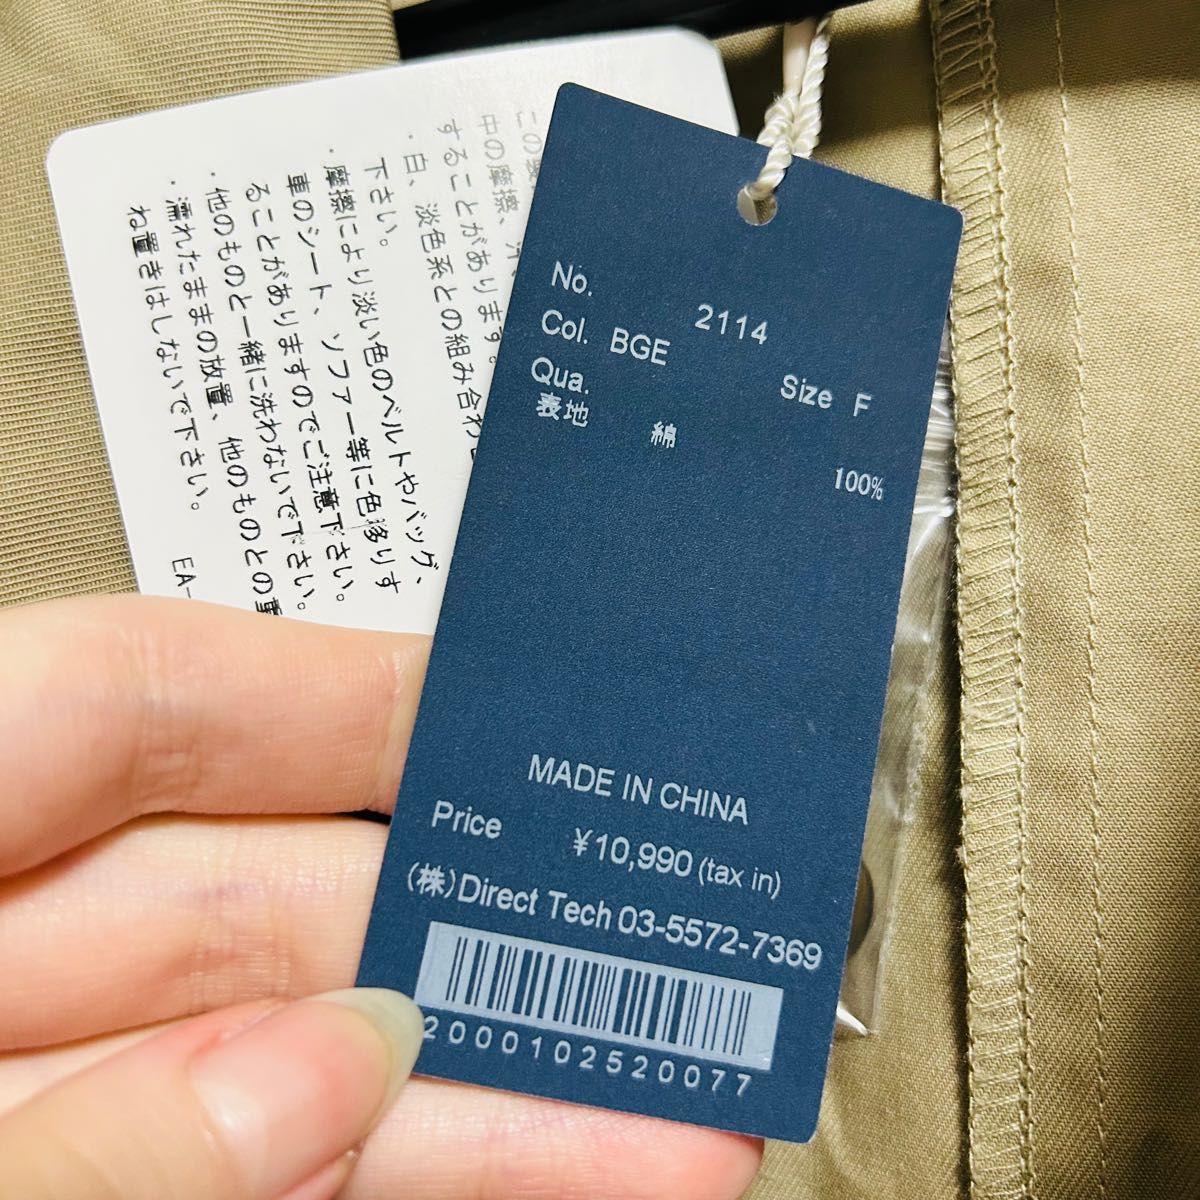 No.
2114
Col. BGE
Size F
Qua.
表地 綿
100%
MADE IN CHINA
Price ¥10,990 (tax in)
(株)Direct Tech 03-5572-7369
2000102520077
中の摩擦、
することがあります。
・白、淡色系との組み合わ
下さい。
・摩擦により淡い色のベルトやバッグ、
車のシート、ソファー等に色移りす
ることがありますのでご注意下さい。
・他のものと一緒に洗わないで下さい。
・濡れたままの放置、他のものとの重
ね置きはしないで下さい。
EA-